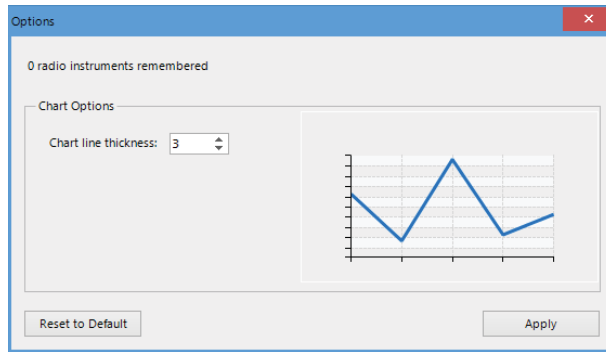 Options
0 radio instruments remembered
Chart Options
Chart line thickness: 3
Reset to Default
Apply